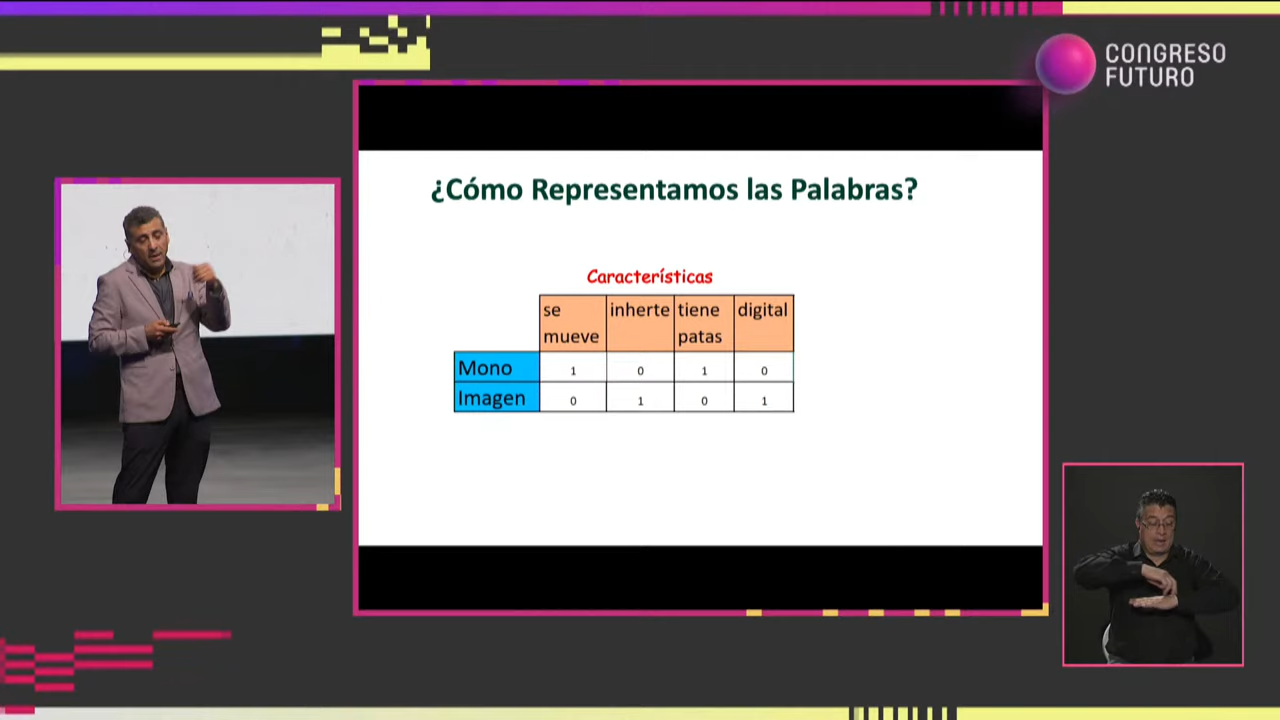 CONGRESO
FUTURO
¿Cómo Representamos las Palabras?
Características
se mueve inherte tiene patas digital
Mono 1 0 1 0
Imagen 0 1 0 1